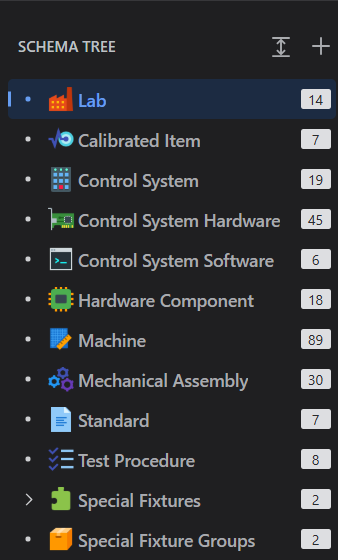 SCHEMA TREE
Lab 14
Calibrated Item 7
Control System 19
Control System Hardware 45
Control System Software 6
Hardware Component 18
Machine 89
Mechanical Assembly 30
Standard 7
Test Procedure 8
Special Fixtures 2
Special Fixture Groups 2